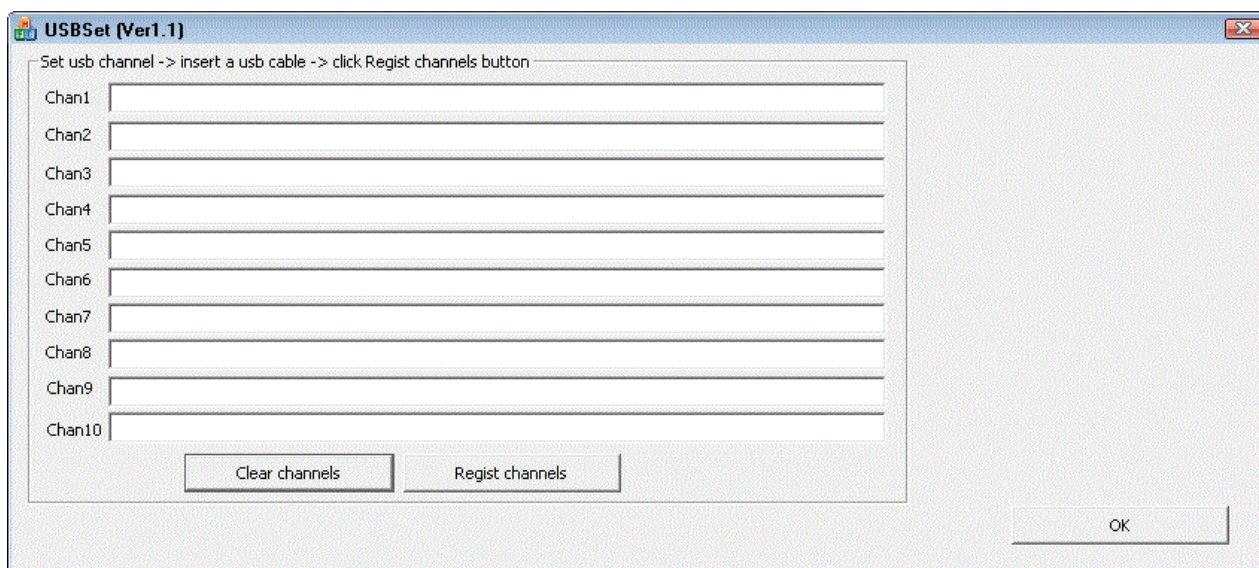 USBSet (Ver1.1)
Set usb channel -> insert a usb cable -> click Regist channels button
Chan1
Chan2
Chan3
Chan4
Chan5
Chan6
Chan7
Chan8
Chan9
Chan10
Clear channels Regist channels
OK